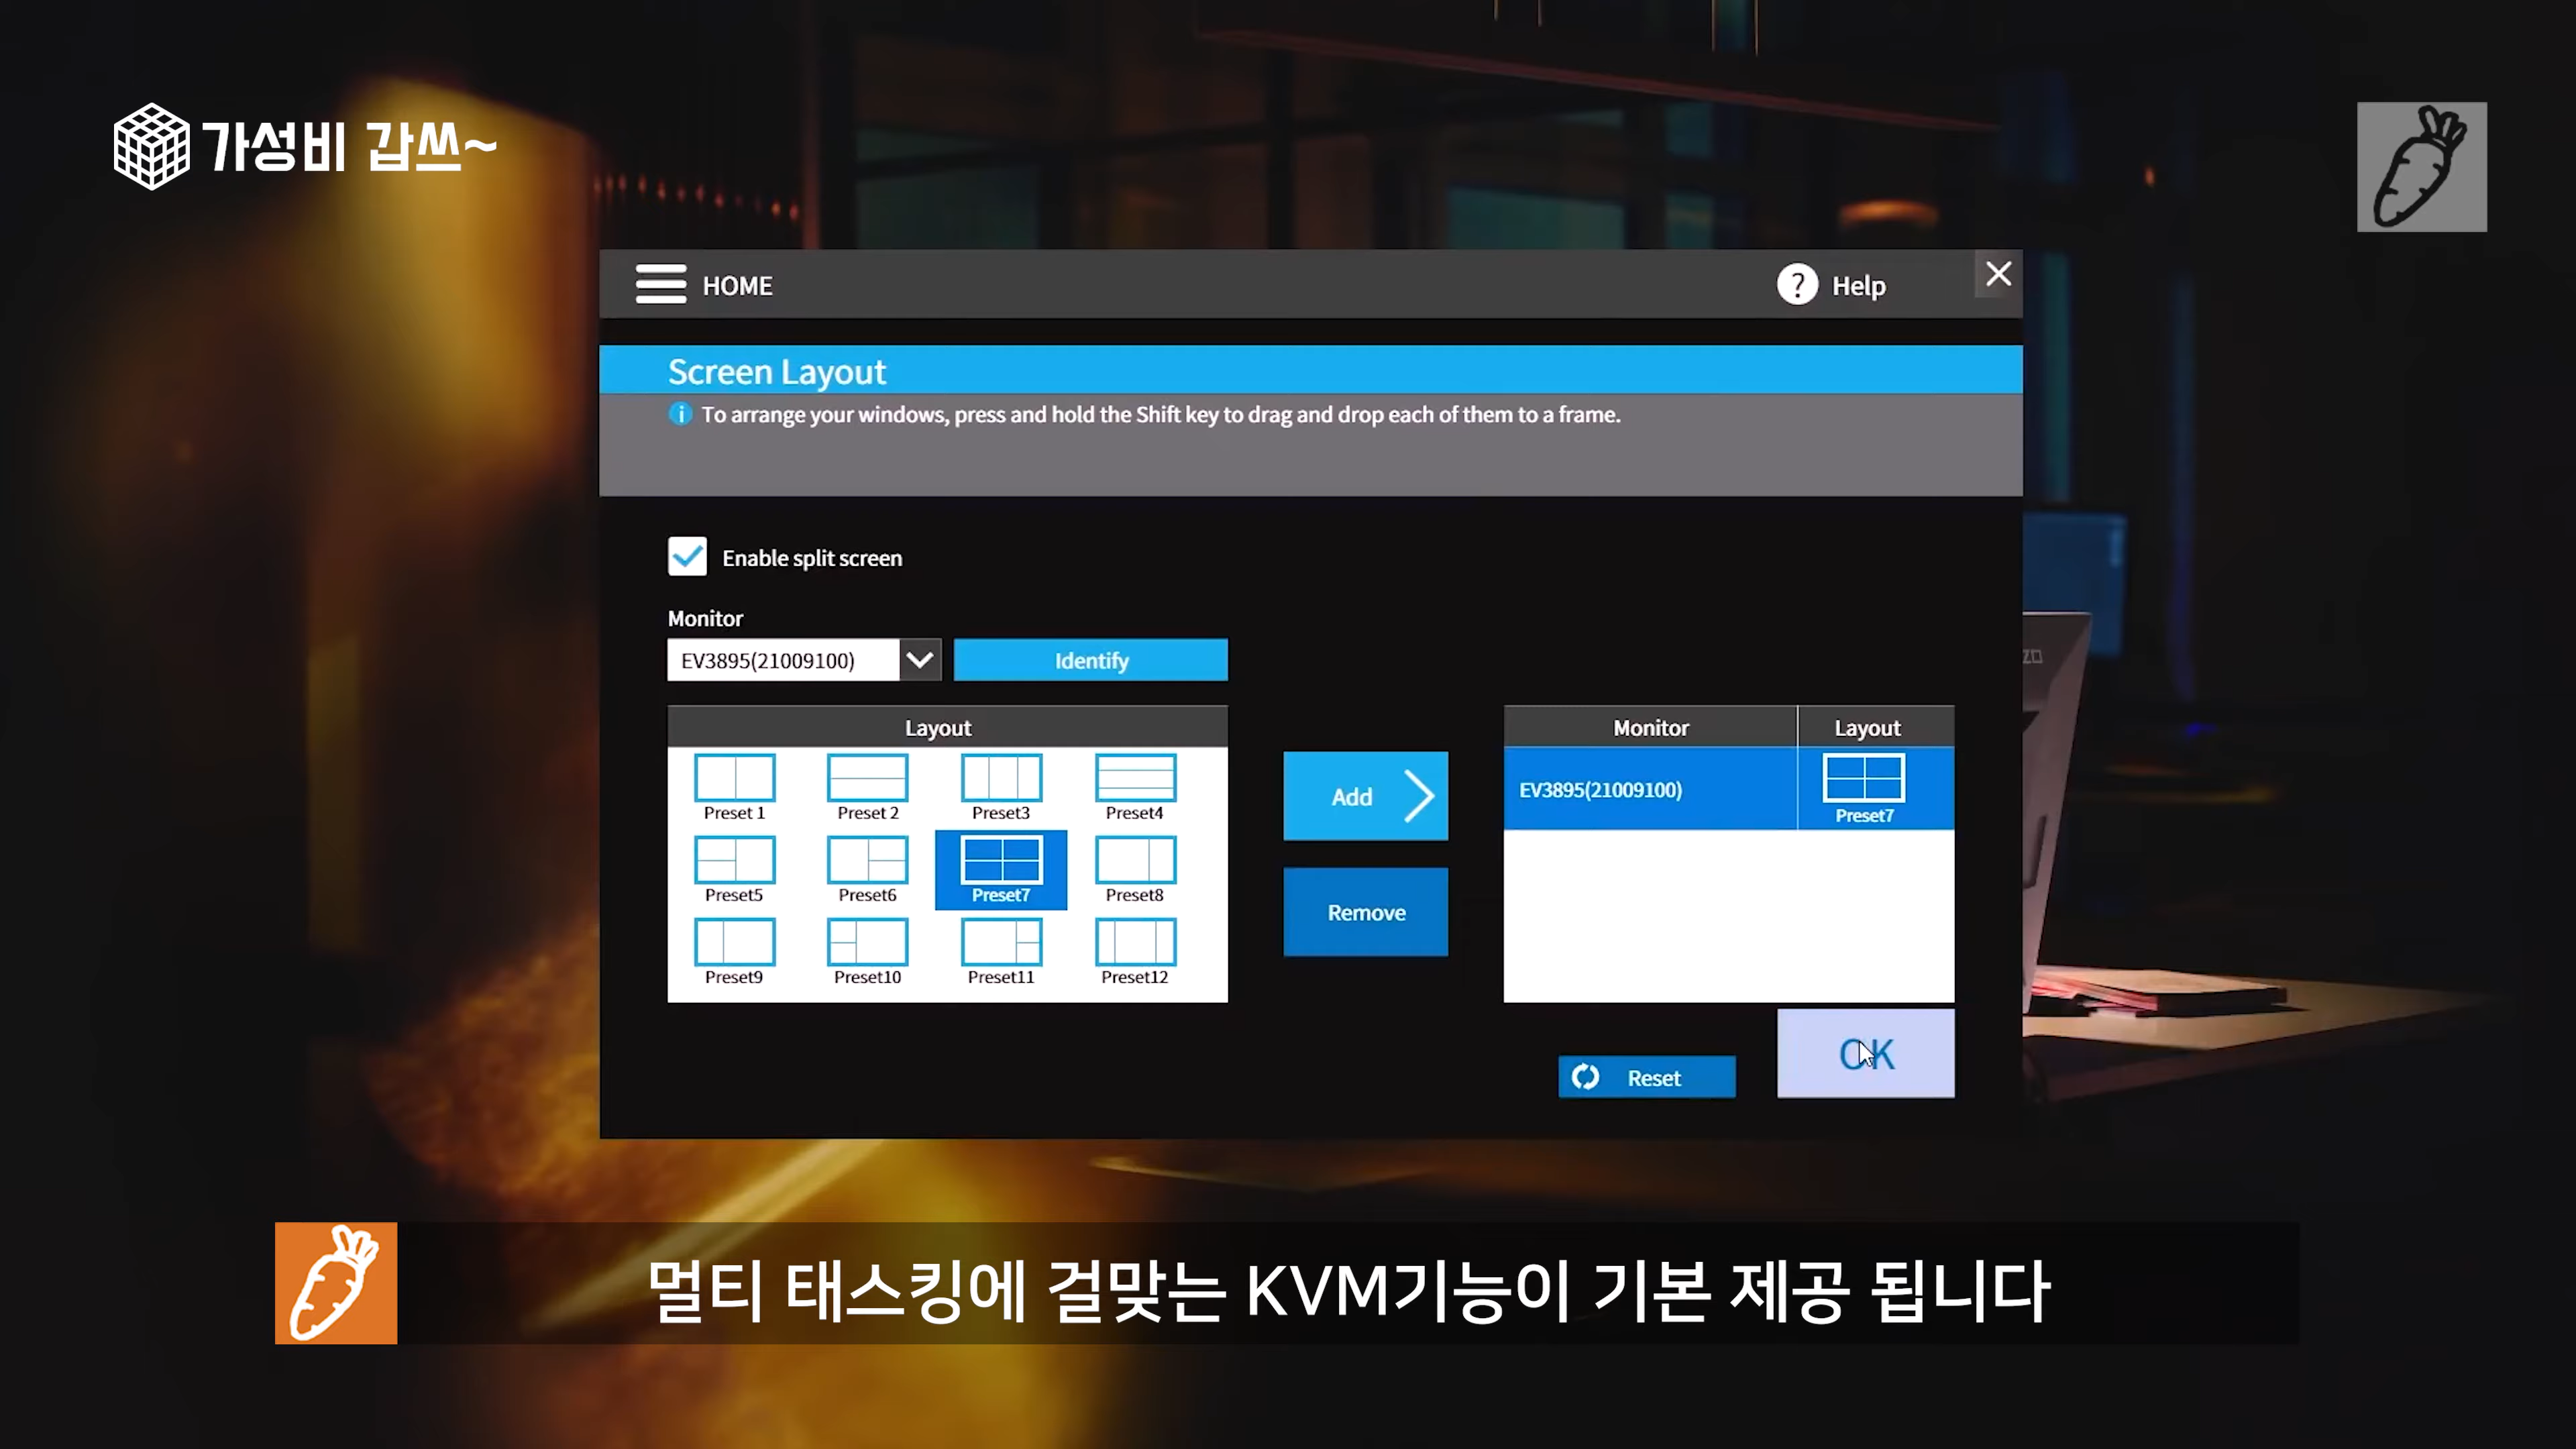 가성비 갑쓰~
HOME
? Help
Screen Layout
i To arrange your windows, press and hold the Shift key to drag and drop each of them to a frame.
Enable split screen
Monitor
EV3895(21009100)
Identify
Layout
Preset 1
Preset 2
Preset3
Preset4
Preset5
Preset6
Preset7
Preset8
Preset9
Preset10
Preset11
Preset12
Add
Remove
Monitor
Layout
EV3895(21009100)
Preset7
Reset
OK
멀티 태스킹에 걸맞는 KVM기능이 기본 제공 됩니다